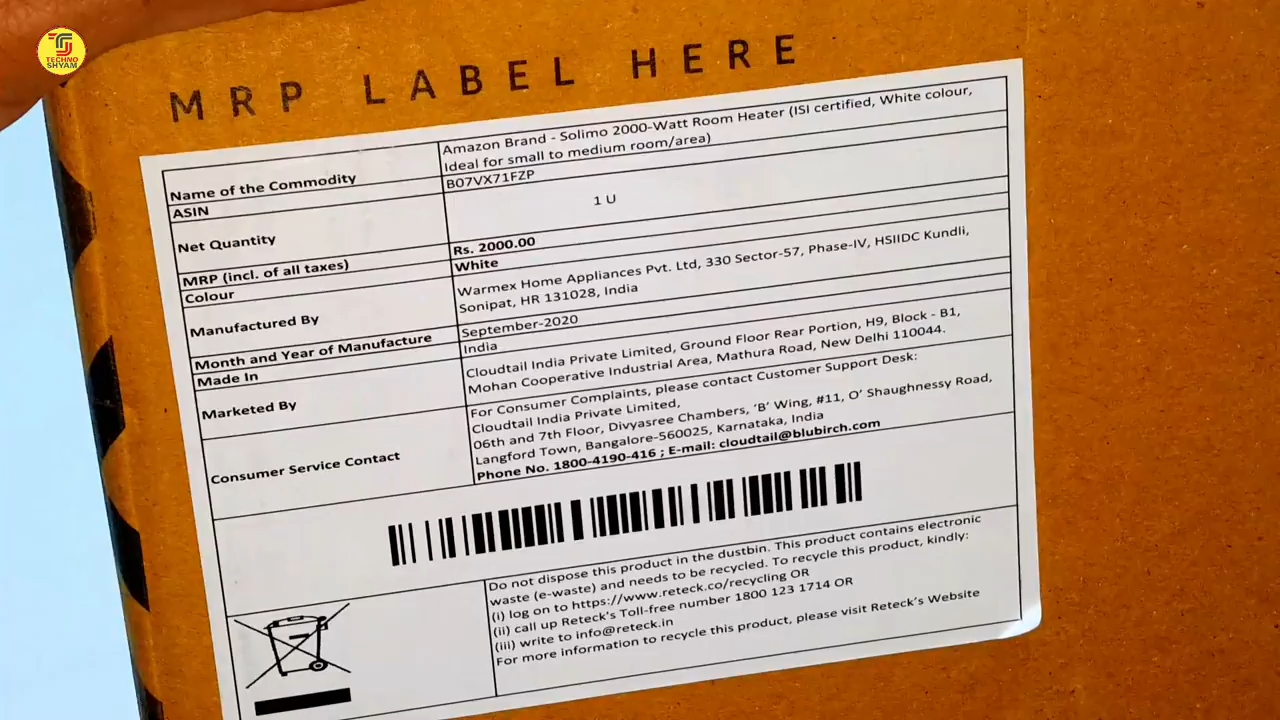 TECHNO
SHYAM
MRP LABEL HERE
Name of the Commodity
Amazon Brand - Solimo 2000-Watt Room Heater (ISI certified, White colour,
Ideal for small to medium room/area)
ASIN
B07VX71FZP
Net Quantity
1 U
MRP (incl. of all taxes)
Rs. 2000.00
Colour
White
Manufactured By
Warmex Home Appliances Pvt. Ltd, 330 Sector-57, Phase-IV, HSIIDC Kundli,
Sonipat, HR 131028, India
Month and Year of Manufacture
September-2020
Made In
India
Marketed By
Cloudtail India Private Limited, Ground Floor Rear Portion, H9, Block - B1,
Mohan Cooperative Industrial Area, Mathura Road, New Delhi 110044.
Consumer Service Contact
For Consumer Complaints, please contact Customer Support Desk:
Cloudtail India Private Limited,
06th and 7th Floor, Divyasree Chambers, ‘B’ Wing, #11, O’ Shaughnessy Road,
Langford Town, Bangalore-560025, Karnataka, India
Phone No. 1800-4190-416 ; E-mail: cloudtail@blubirch.com
Do not dispose this product in the dustbin. This product contains electronic
waste (e-waste) and needs to be recycled. To recycle this product, kindly:
(i) log on to https://www.reteck.co/recycling OR
(ii) call up Reteck's Toll-free number 1800 123 1714 OR
(iii) write to info@reteck.in
For more information to recycle this product, please visit Reteck's Website